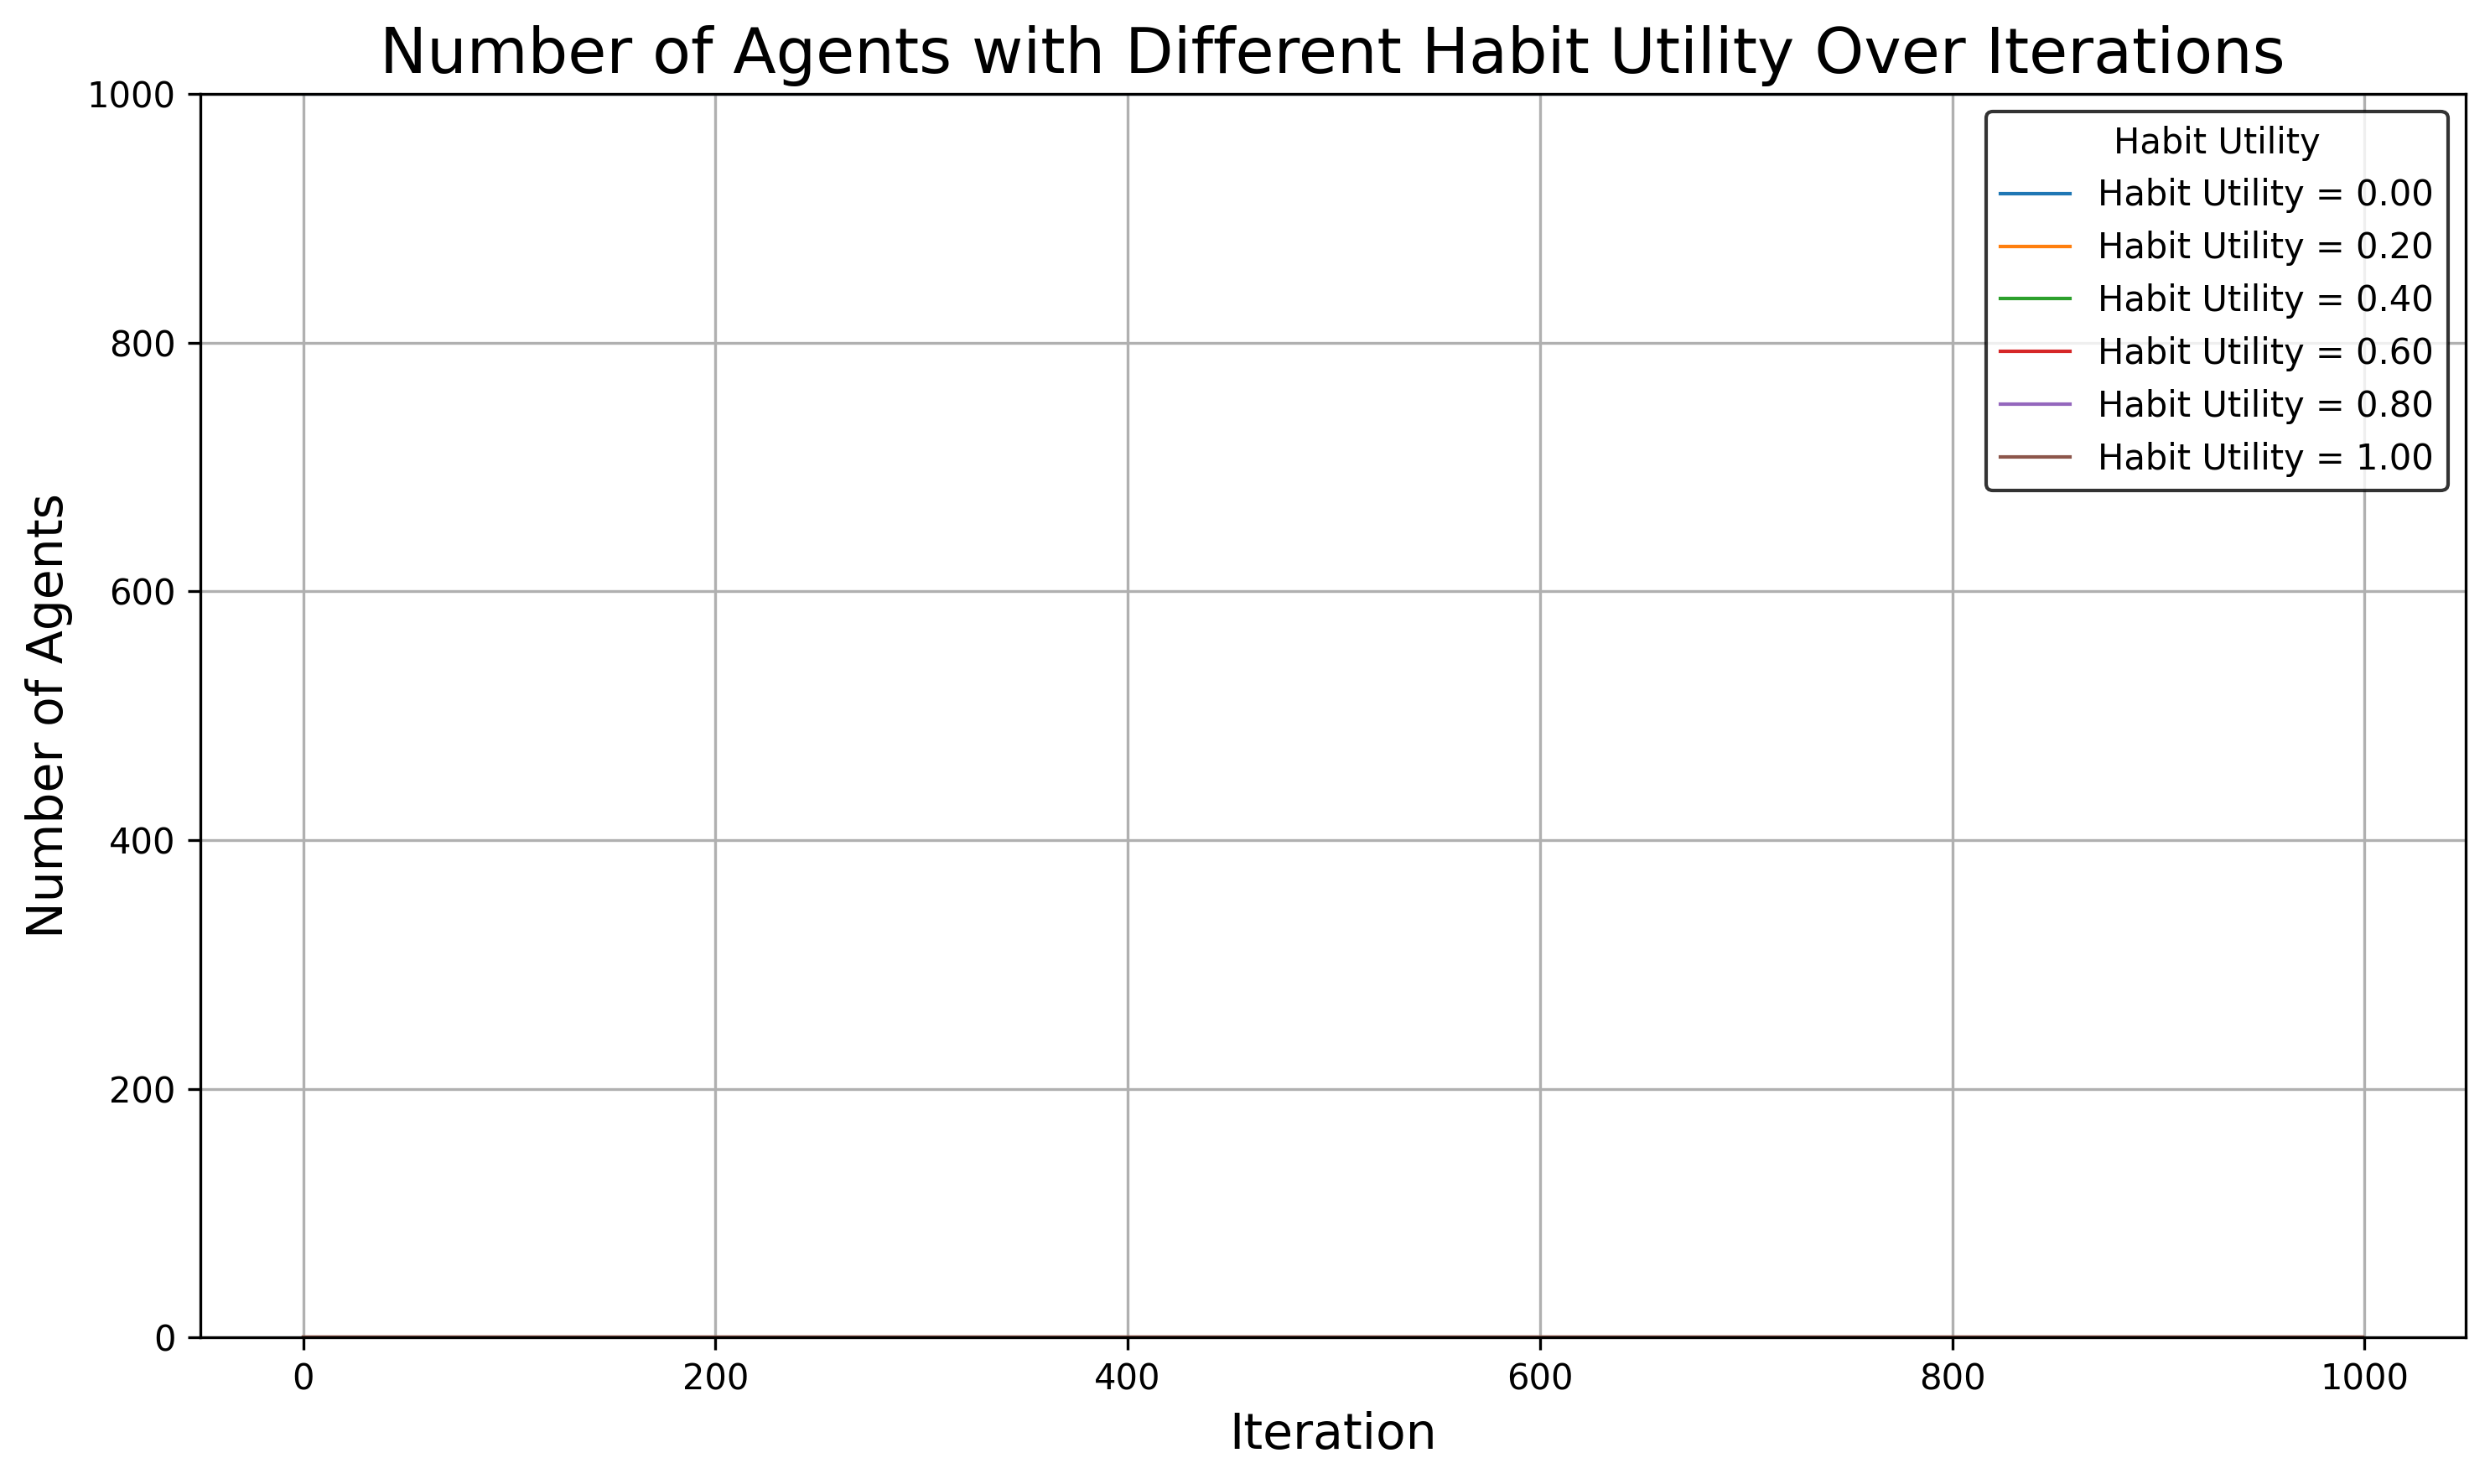 Number of Agents with Different Habit Utility Over Iterations
1000
800
600
400
200
0
Number of Agents
Habit Utility
Habit Utility = 0.00
Habit Utility = 0.20
Habit Utility = 0.40
Habit Utility = 0.60
Habit Utility = 0.80
Habit Utility = 1.00
0 200 400 600 800 1000
Iteration